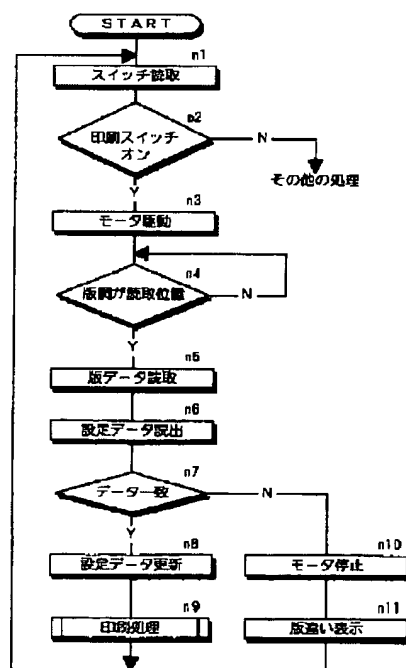 START
n1
スイッチ読取
n2
印刷スイッチ
オン
N
その他の処理
Y
n3
モータ駆動
n4
版胴が読取位置
N
Y
n5
版データ読取
n6
設定データ読出
n7
データ一致
N
Y
n8
設定データ更新
n10
モータ停止
n9
印刷処理
n11
版違い表示